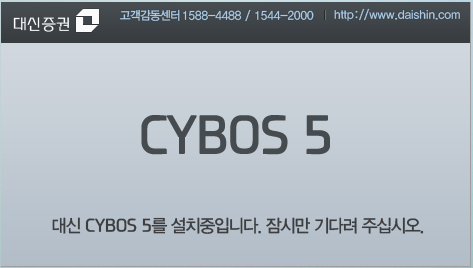 대신증권 고객감동센터 1588-4488 / 1544-2000 | http://www.daishin.com
CYBOS 5
대신 CYBOS 5를 설치중입니다. 잠시만 기다려 주십시오.